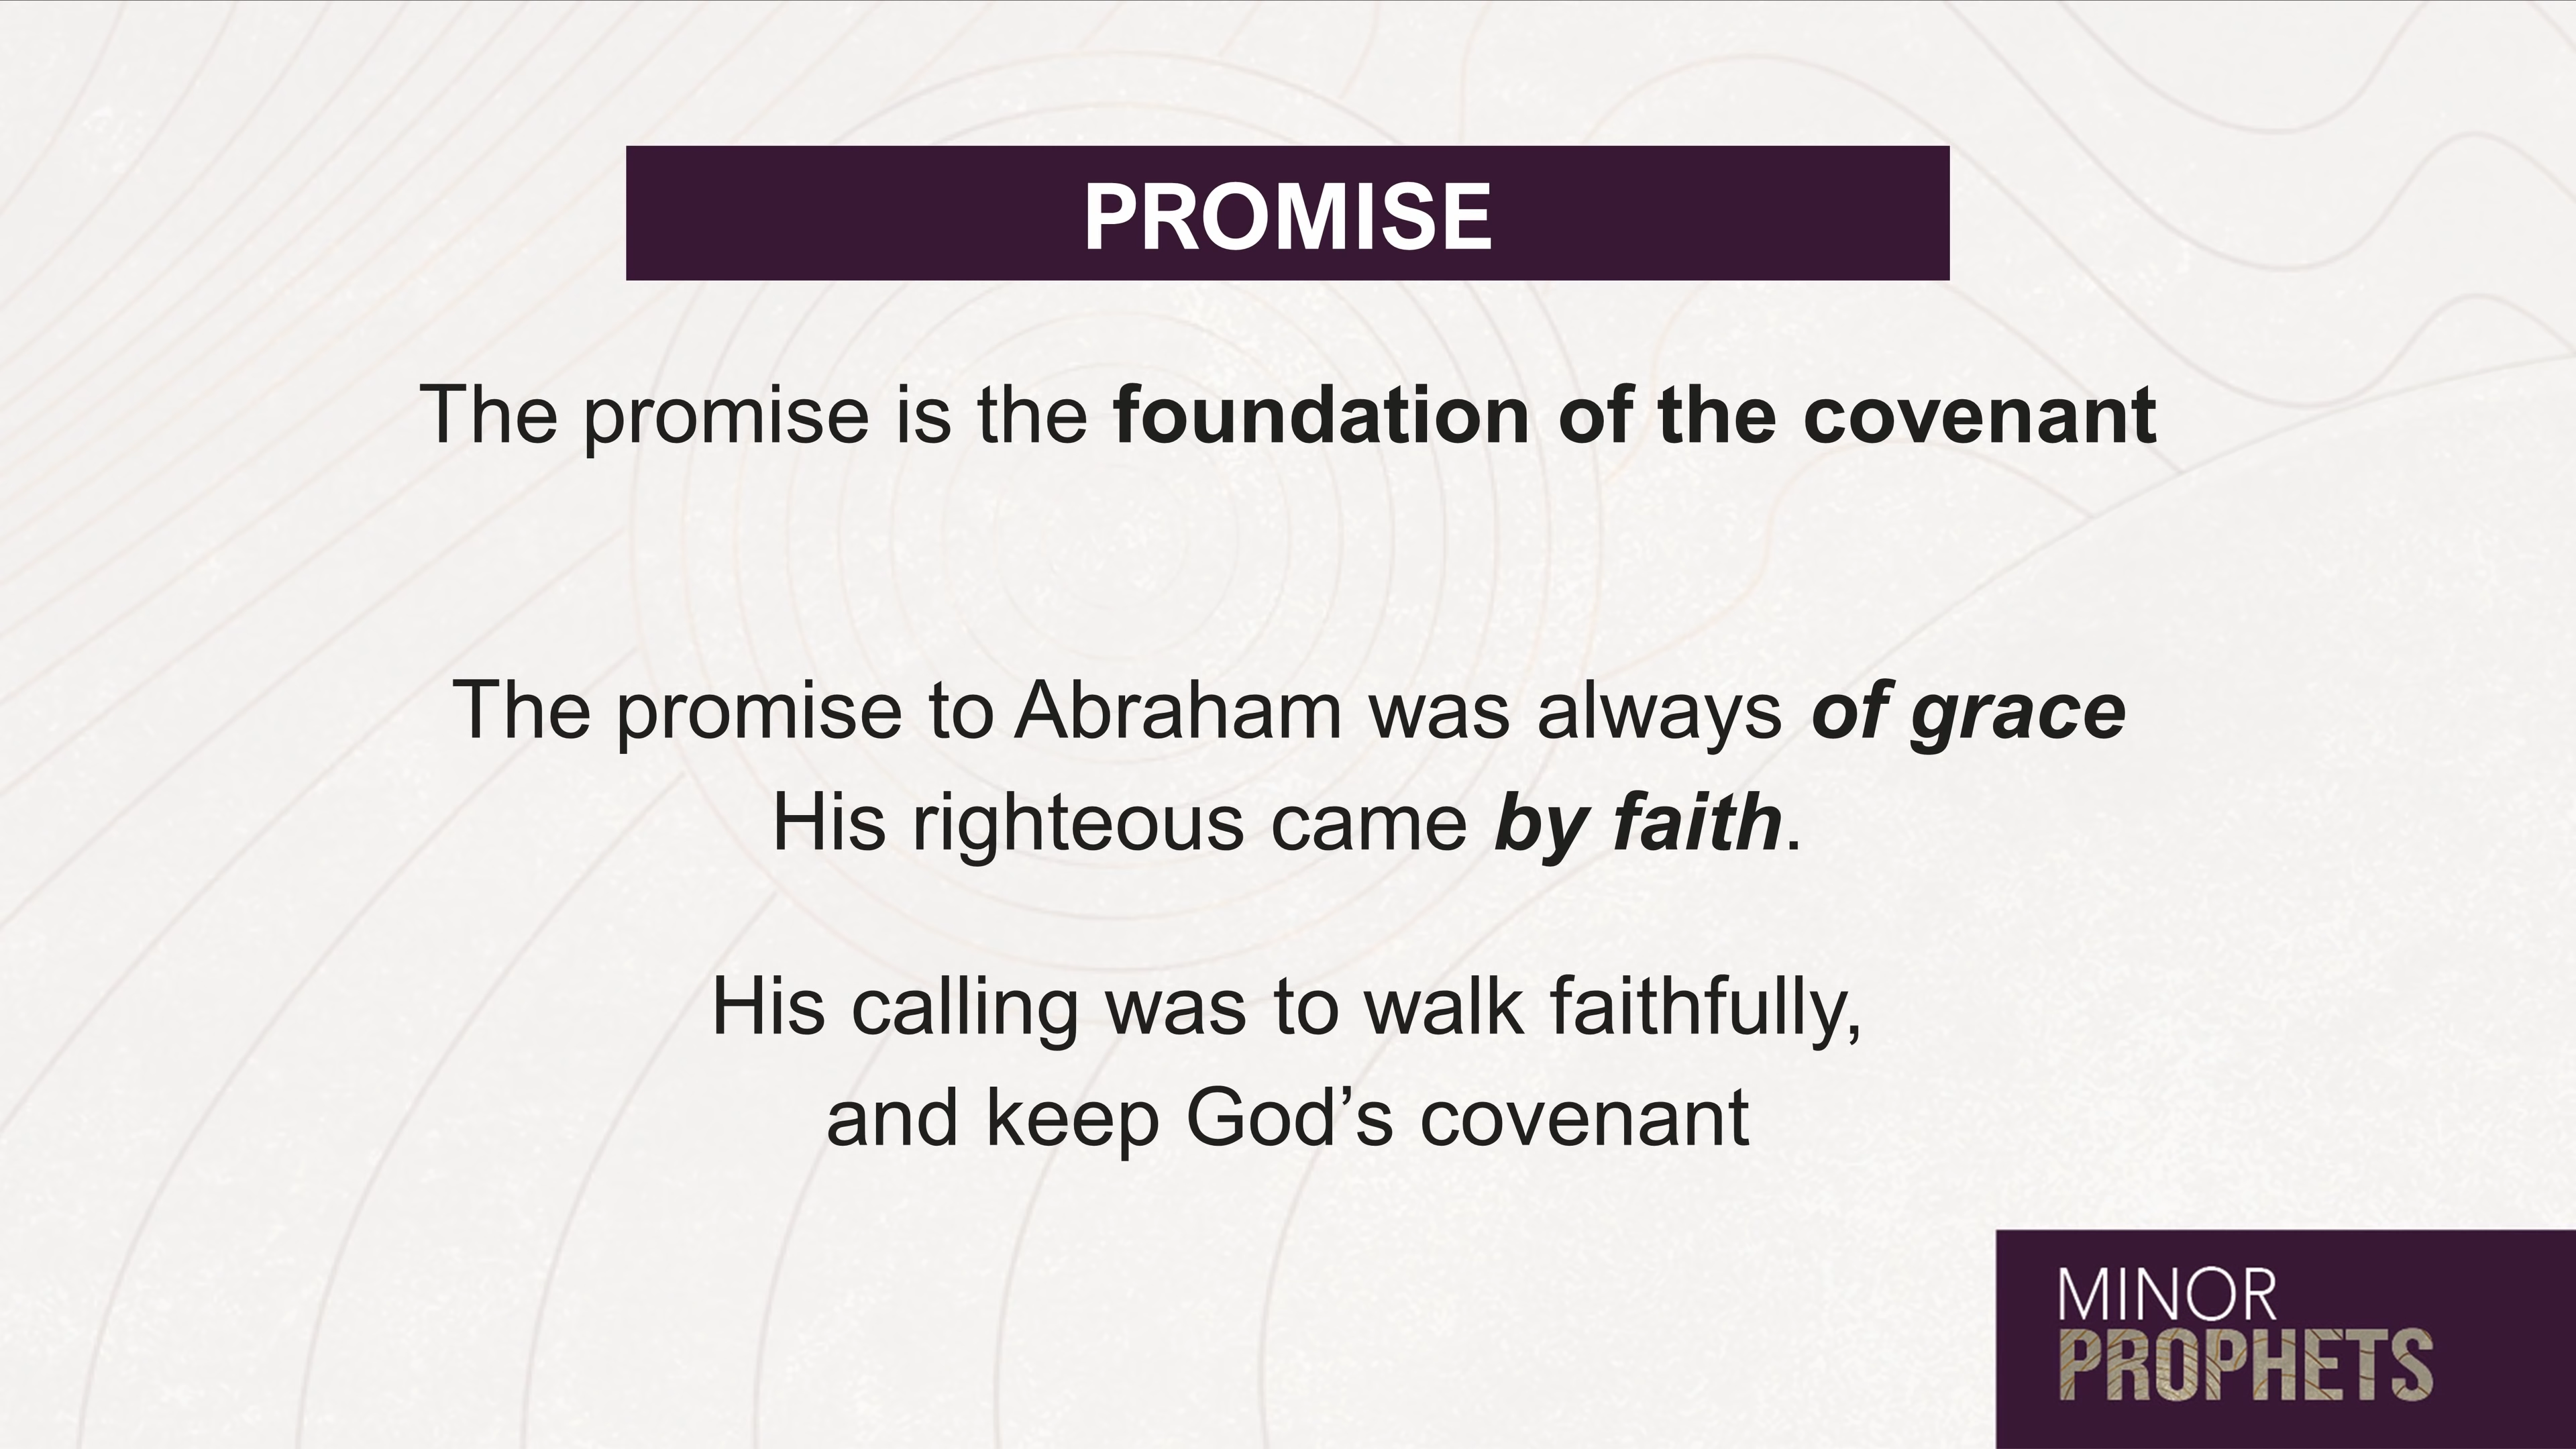 PROMISE
The promise is the foundation of the covenant
The promise to Abraham was always of grace
His righteous came by faith.
His calling was to walk faithfully,
and keep God’s covenant
MINOR
PROPHETS